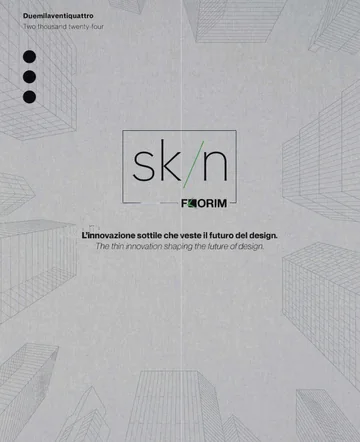 Duemilaventiquattro
Two thousand twenty four
sk/n
FLORIM
L'innovazione sottile che veste il futuro del design.
The thin innovation shaping the future of design.